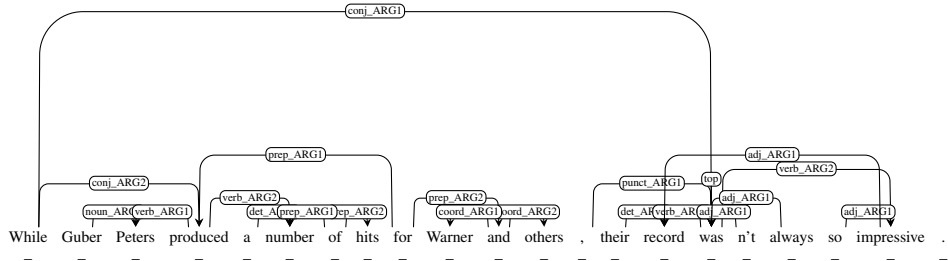 conj_ARG1
prep_ARG1 adj_ARG1
verb_ARG2
conj_ARG2 punct_ARG1 top
verb_ARG2 prep_ARG2 adj_ARG1
verb_ARG1 prep_ARG1 coord_ARG1 adj_ARG1 adj_ARG1
While Guber Peters produced a number of hits for Warner and others , their record was n't always so impressive .
_ _ _ _ _ _ _ _ _ _ _ _ _ _ _ _ _ _ _ _ _